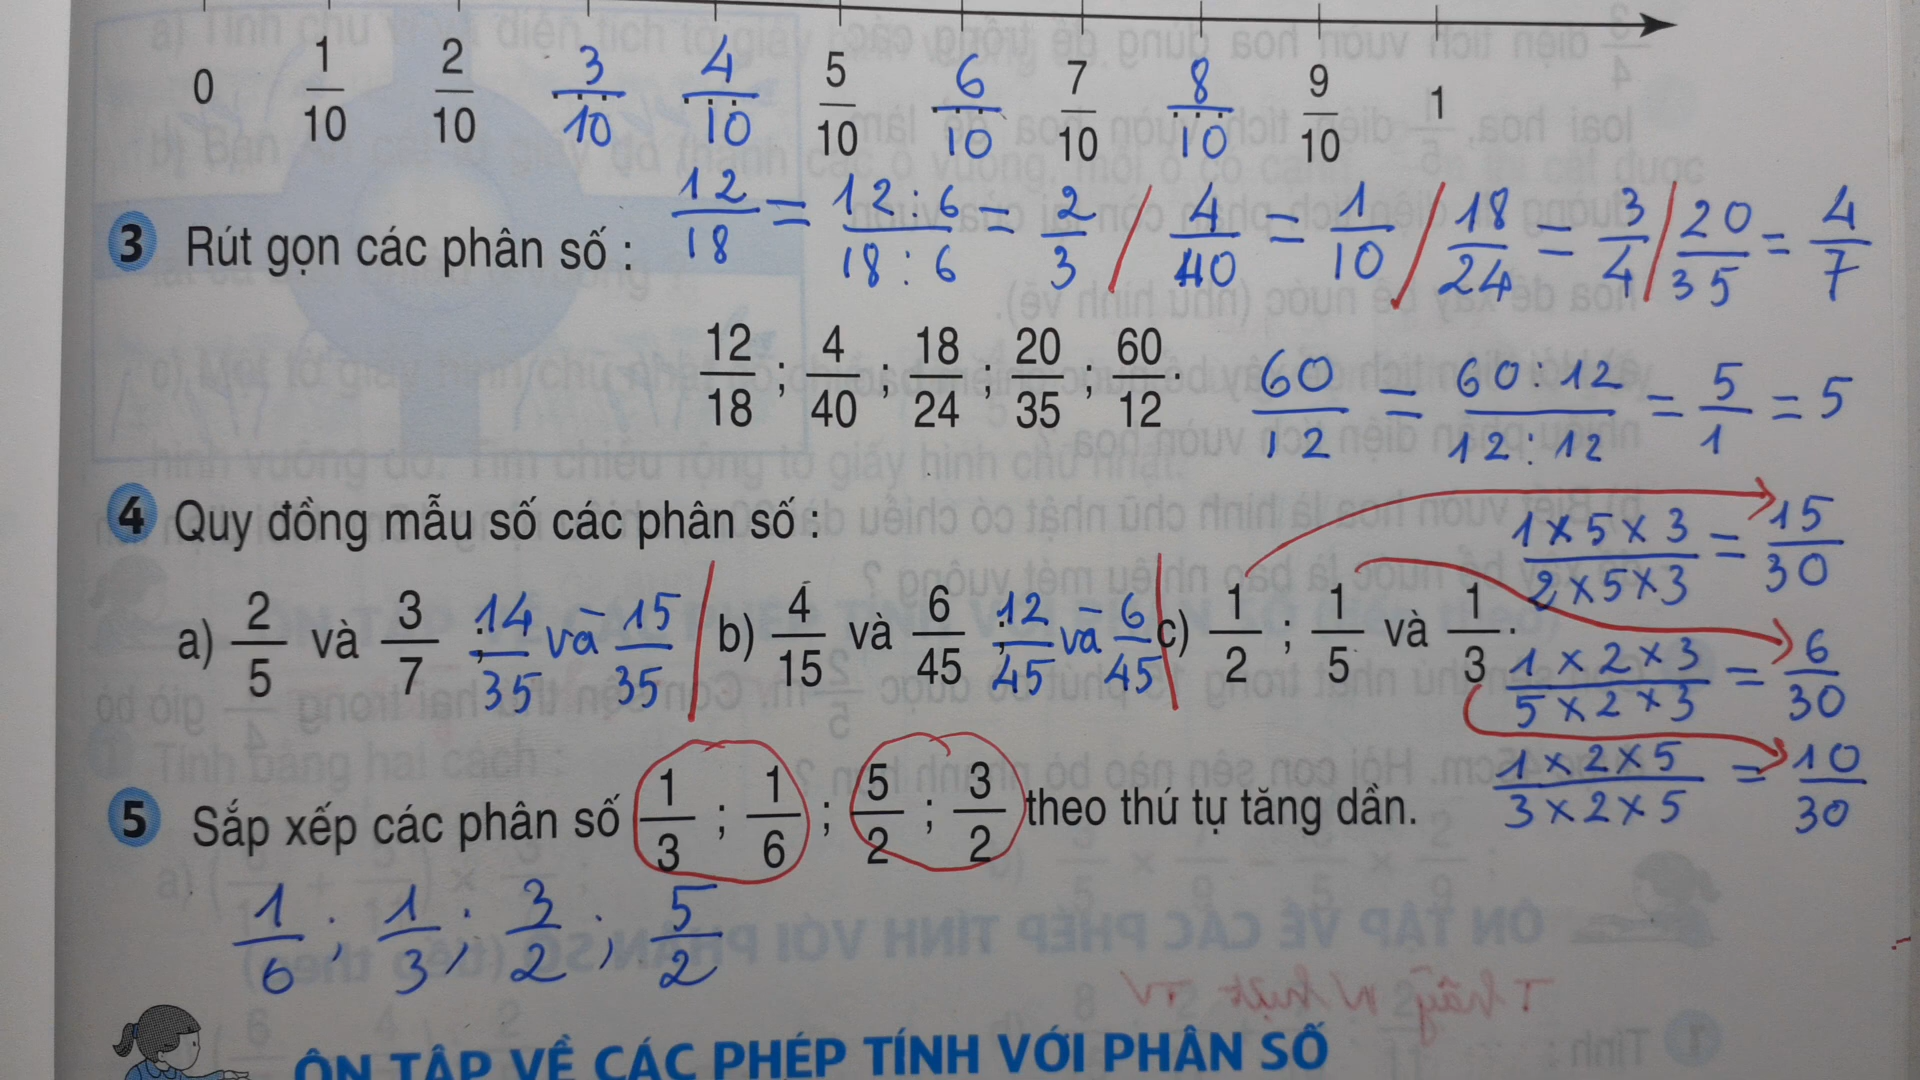 0 1/10 2/10 3/10 4/10 5/10 6/10 7/10 8/10 9/10 1
12/18 = 12:6/18:6 = 2/3 / 4/40 = 1/10 / 18/24 = 3/4 / 20/35 = 4/7
3 Rút gọn các phân số :
12/18 ; 4/40 ; 18/24 ; 20/35 ; 60/12 .
60/12 = 60:12/12:12 = 5/1 = 5
4 Quy đồng mẫu số các phân số :
a) 2/5 và 3/7 ; 14/35 và 15/35
b) 4/15 và 6/45 ; 12/45 và 6/45
c) 1/2 ; 1/5 và 1/3 .
1×5×3/2×5×3 = 15/30
1×2×3/5×2×3 = 6/30
1×2×5/3×2×5 = 10/30
5 Sắp xếp các phân số 1/3 ; 1/6 ; 5/2 ; 3/2 theo thứ tự tăng dần.
1/6 ; 1/3 ; 3/2 ; 5/2
ÔN TẬP VỀ CÁC PHÉP TÍNH VỚI PHÂN SỐ